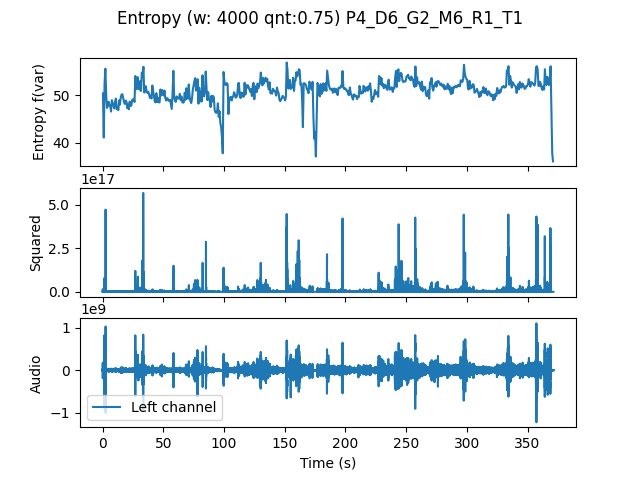 Entropy (w: 4000 qnt:0.75) P4_D6_G2_M6_R1_T1
Entropy f(var)
50
40
1e17
Squared
5.0
2.5
0.0
1e9
Audio
1
0
−1
Left channel
0 50 100 150 200 250 300 350
Time (s)